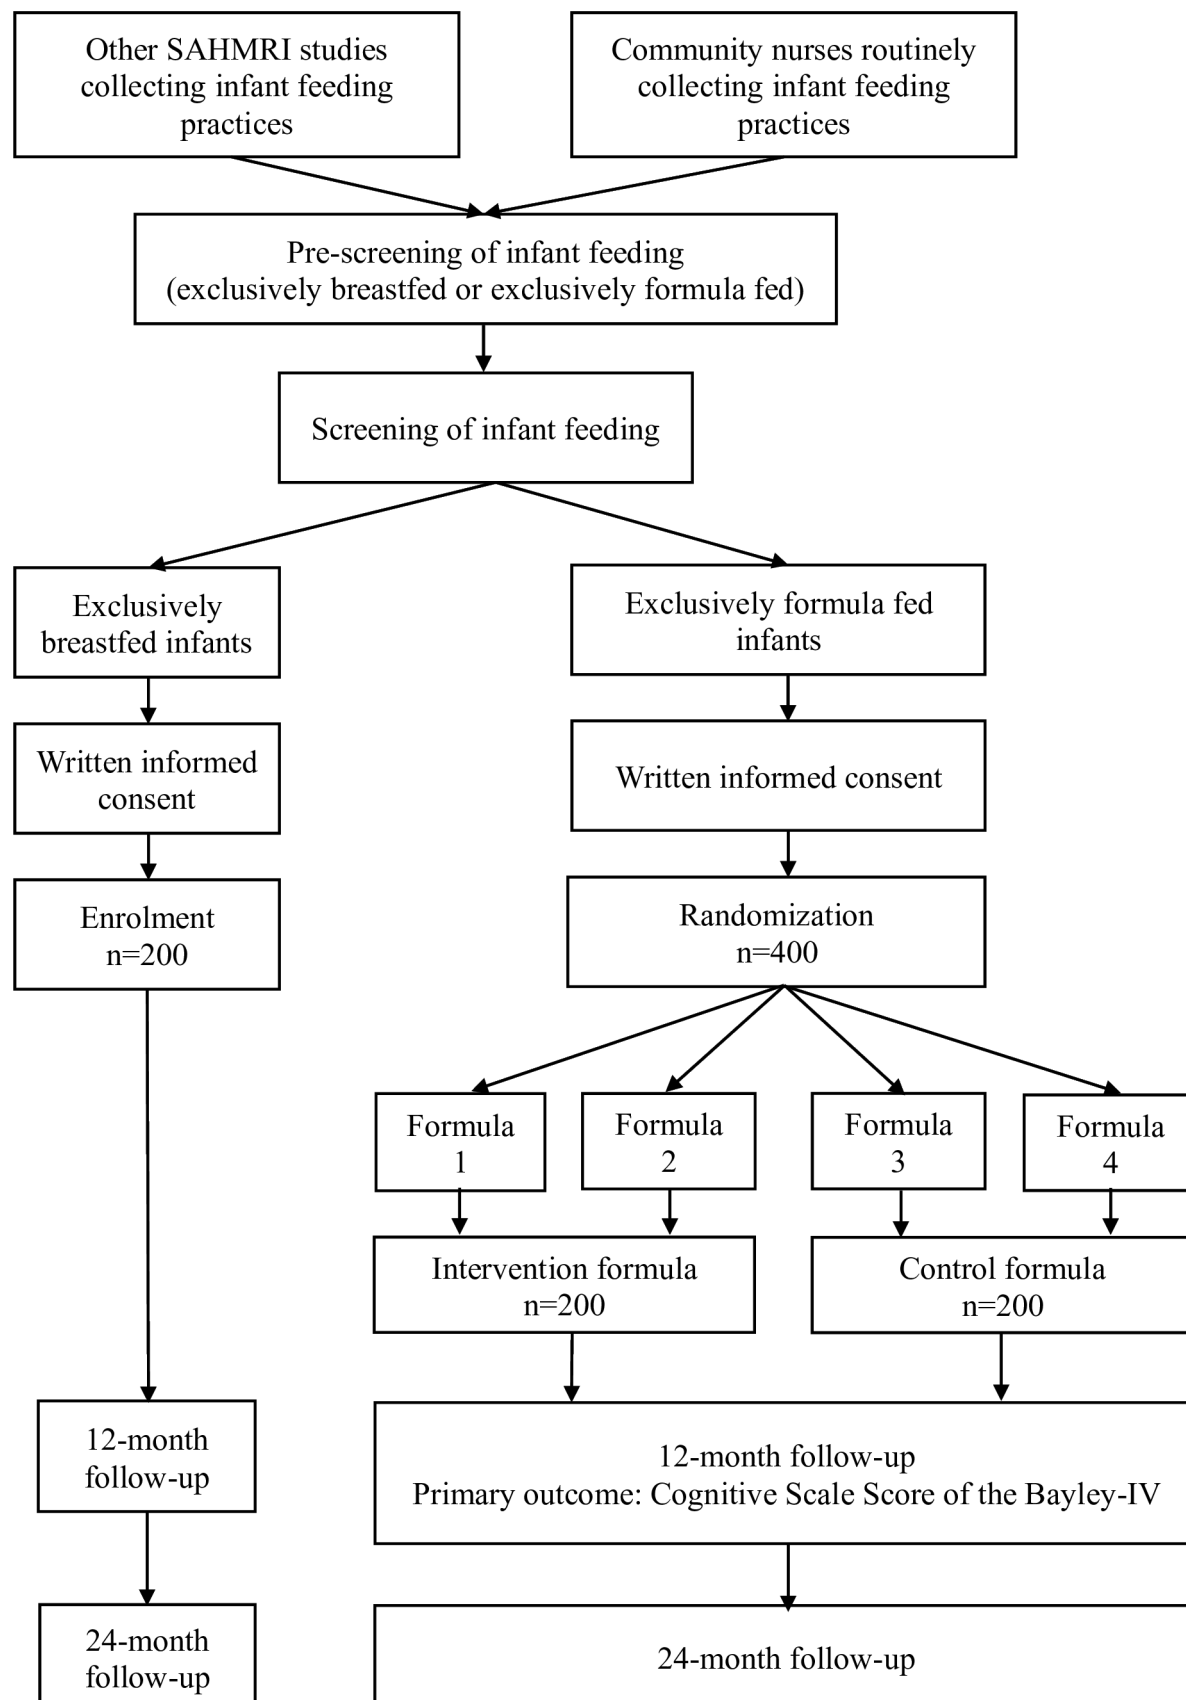 Other SAHMRI studies
collecting infant feeding
practices
Community nurses routinely
collecting infant feeding
practices
Pre-screening of infant feeding
(exclusively breastfed or exclusively formula fed)
Screening of infant feeding
Exclusively
breastfed infants
Exclusively formula fed
infants
Written informed
consent
Written informed consent
Enrolment
n=200
Randomization
n=400
Formula
1
Formula
2
Formula
3
Formula
4
Intervention formula
n=200
Control formula
n=200
12-month
follow-up
12-month follow-up
Primary outcome: Cognitive Scale Score of the Bayley-IV
24-month
follow-up
24-month follow-up